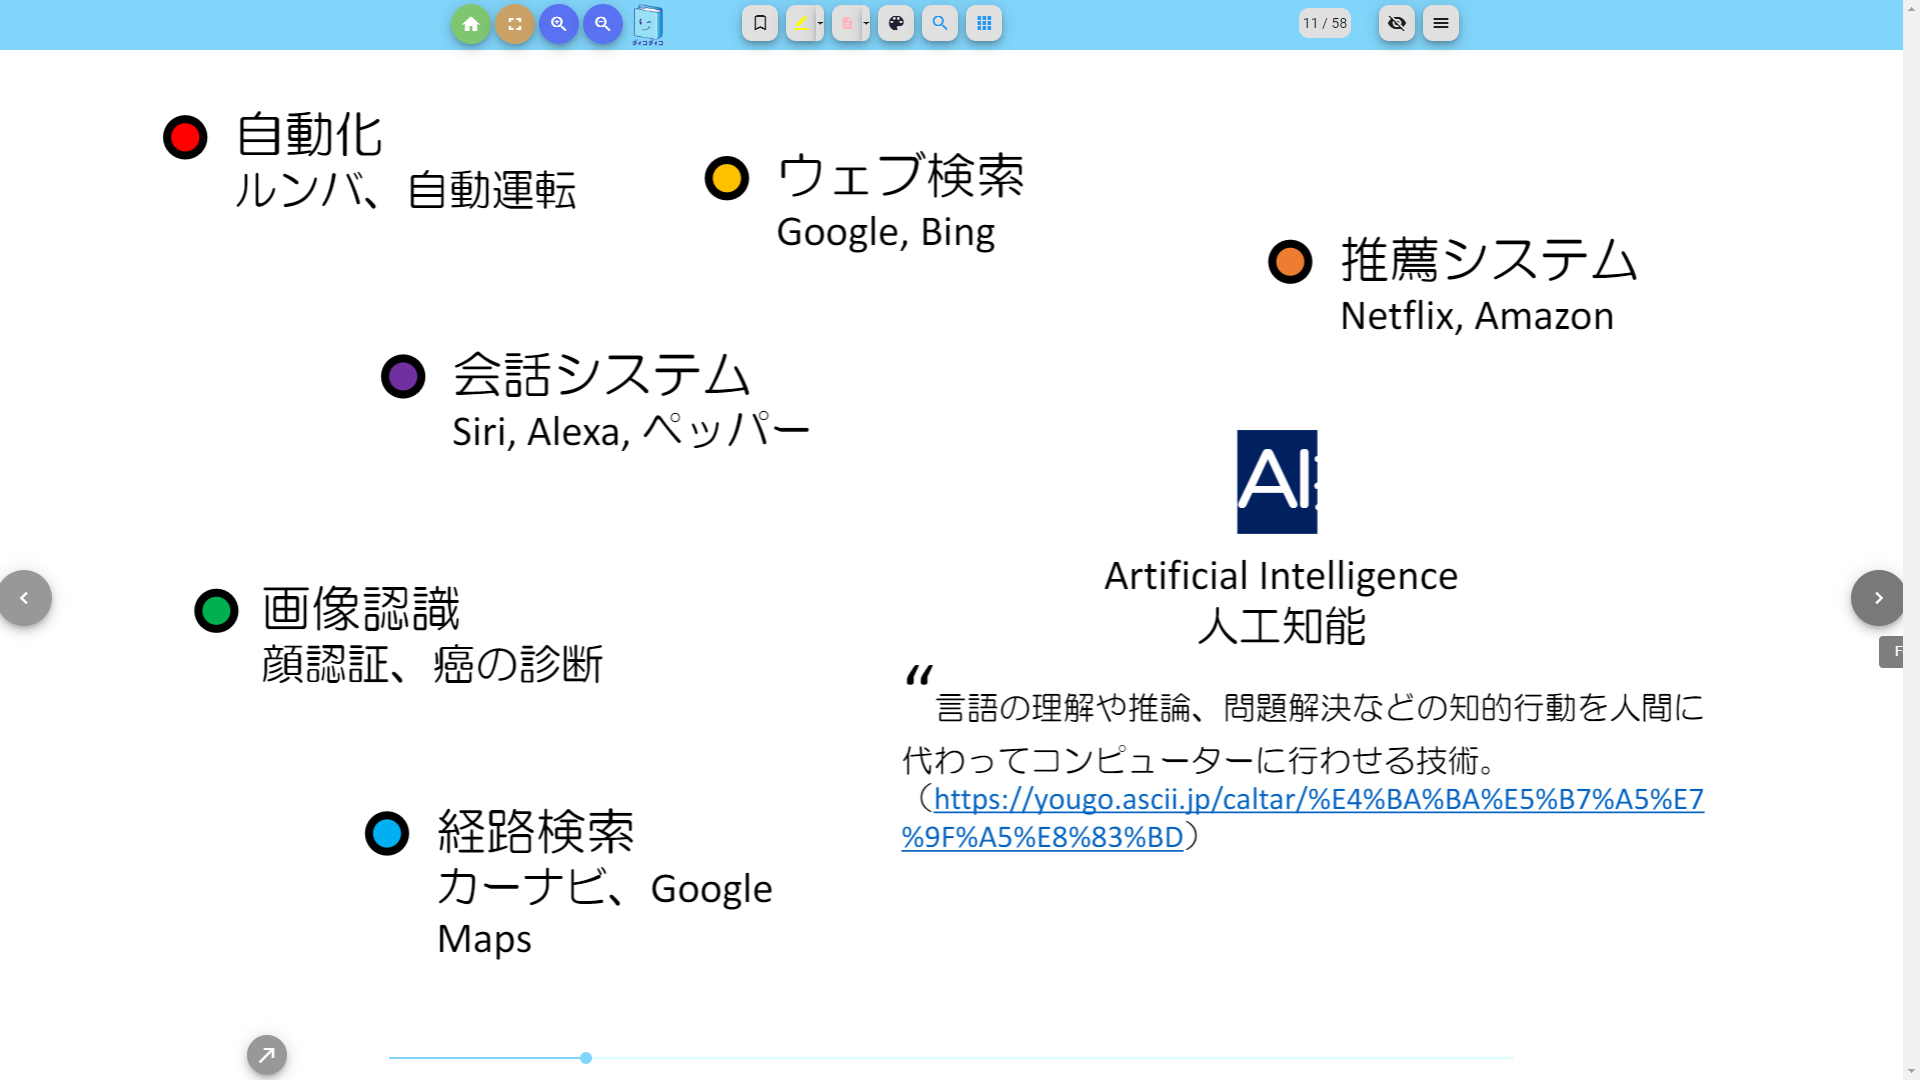 11 / 58
自動化
ルンバ、自動運転
ウェブ検索
Google, Bing
推薦システム
Netflix, Amazon
会話システム
Siri, Alexa, ペッパー
AI
Artificial Intelligence
人工知能
画像認識
顔認証、癌の診断
“言語の理解や推論、問題解決などの知的行動を人間に
代わってコンピューターに行わせる技術。
（https://yougo.ascii.jp/caltar/%E4%BA%BA%E5%B7%A5%E7
%9F%A5%E8%83%BD）
経路検索
カーナビ、Google
Maps